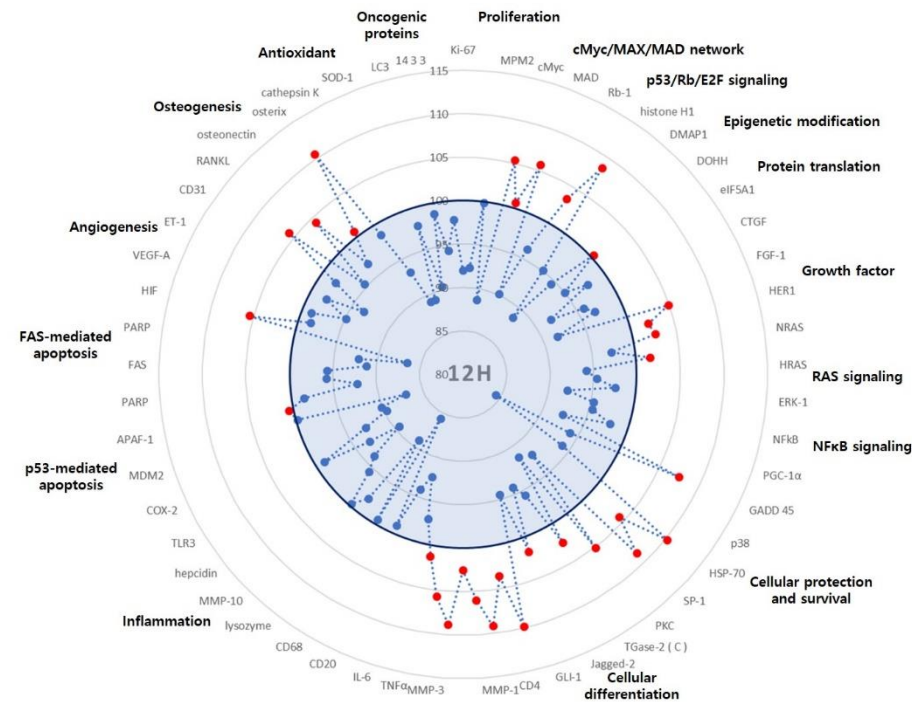 Oncogenic
proteins
Proliferation
Antioxidant
cMyc/MAX/MAD network
p53/Rb/E2F signaling
Osteogenesis
Epigenetic modification
Protein translation
Angiogenesis
Growth factor
FAS-mediated
apoptosis
RAS signaling
NFκB signaling
p53-mediated
apoptosis
Cellular protection
and survival
Inflammation
Cellular
differentiation
Ki-67
MPM2
cMyc
MAD
Rb-1
histone H1
DMAP1
DOHH
eIF5A1
CTGF
FGF-1
HER1
NRAS
HRAS
ERK-1
NFkB
PGC-1α
GADD 45
p38
HSP-70
SP-1
PKC
TGase-2 ( C )
Jagged-2
GLI-1
CD4
MMP-1
MMP-3
TNFα
IL-6
CD20
CD68
lysozyme
MMP-10
hepcidin
TLR3
COX-2
MDM2
APAF-1
PARP
FAS
PARP
HIF
VEGF-A
ET-1
CD31
RANKL
osteonectin
osterix
cathepsin K
SOD-1
LC3
14 3 3
115
110
105
100
95
90
85
80
12H